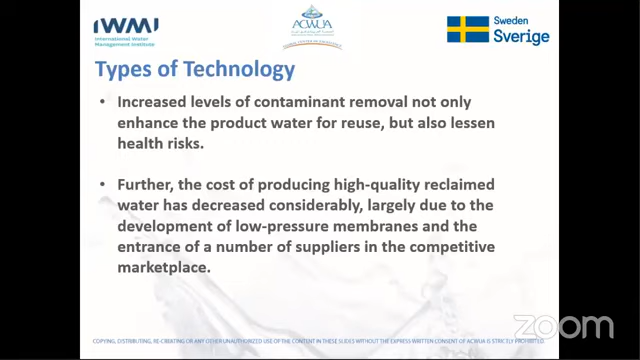 IWMI
International Water
Management Institute
ACWUA
Sweden
Sverige
Types of Technology
• Increased levels of contaminant removal not only
enhance the product water for reuse, but also lessen
health risks.
• Further, the cost of producing high-quality reclaimed
water has decreased considerably, largely due to the
development of low-pressure membranes and the
entrance of a number of suppliers in the competitive
marketplace.
zoom
COPYING, DISTRIBUTING, RE-CREATING OR ANY OTHER UNAUTHORIZED USE OF THE CONTENT IN THESE SLIDES WITHOUT THE EXPRESS WRITTEN CONSENT OF ACWUA IS STRICTLY PROHIBITED.